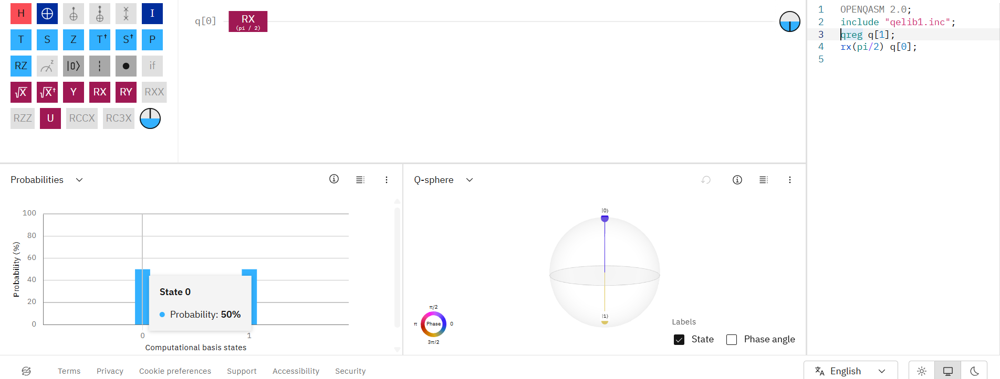 H I
T S Z T† S† P
RZ z |0⟩ if
√X √X† Y RX RY RXX
RZZ U RCCX RC3X
q[0] RX
(pi / 2)
1 OPENQASM 2.0;
2 include "qelib1.inc";
3 qreg q[1];
4 rx(pi/2) q[0];
5
Probabilities
Probability (%)
100
80
60
40
20
0
State 0
Probability: 50%
0 1
Computational basis states
Q-sphere
|0⟩
|1⟩
π/2
π Phase 0
3π/2
Labels
State Phase angle
Terms Privacy Cookie preferences Support Accessibility Security
English